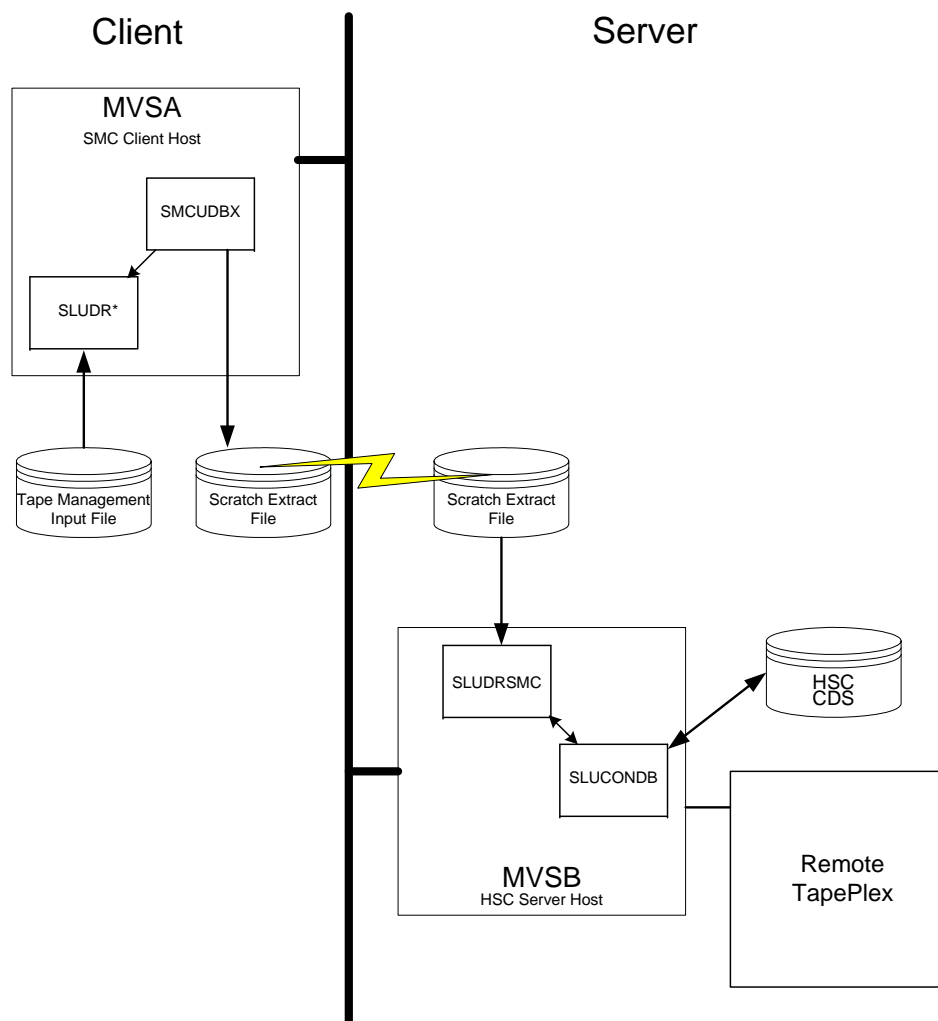 Client
Server
MVSA
SMC Client Host
SMCUDBX
SLUDR*
Tape Management
Input File
Scratch Extract
File
Scratch Extract
File
SLUDRSMC
HSC
CDS
SLUCONDB
MVSB
HSC Server Host
Remote
TapePlex